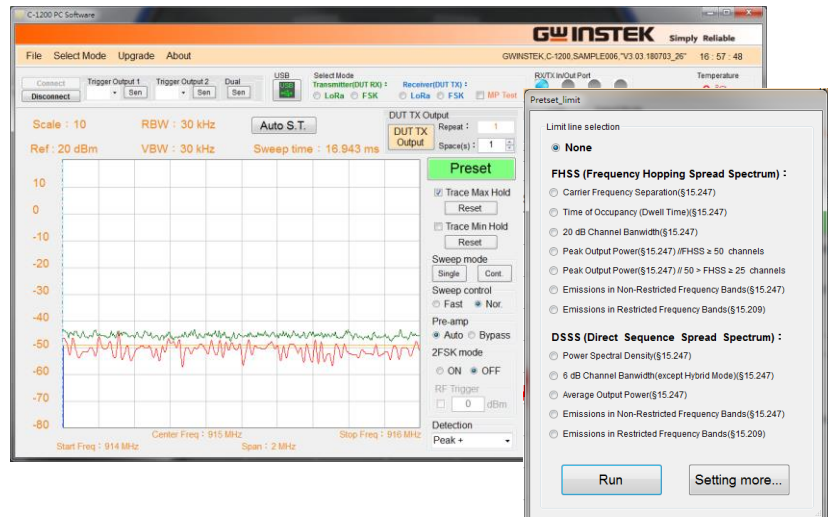 C-1200 PC Software
GWINSTEK Simply Reliable
File Select Mode Upgrade About
GWINSTEK,C-1200,SAMPLE006,"V3.03.180703_26" 16 : 57 : 48
Connect
Disconnect
Trigger Output 1
Sen
Trigger Output 2
Sen
Dual
Sen
USB
Select Mode
Transmitter(DUT RX) :
LoRa FSK
Receiver(DUT TX) :
LoRa FSK
MP Test
RX/TX In/Out Port
Temperature
Scale : 10 RBW : 30 kHz Auto S.T.
Ref : 20 dBm VBW : 30 kHz Sweep time : 16.943 ms
DUT TX Output
DUT TX
Output
Repeat : 1
Space(s) : 1
10
0
-10
-20
-30
-40
-50
-60
-70
-80
Center Freq : 915 MHz Stop Freq : 916 MHz
Start Freq : 914 MHz Span : 2 MHz
Preset
Trace Max Hold
Reset
Trace Min Hold
Reset
Sweep mode
Single Cont.
Sweep control
Fast Nor.
Pre-amp
Auto Bypass
2FSK mode
ON OFF
RF Trigger
0 dBm
Detection
Peak +
Pretset_limit
Limit line selection
None
FHSS (Frequency Hopping Spread Spectrum) :
Carrier Frequency Separation(§15.247)
Time of Occupancy (Dwell Time)(§15.247)
20 dB Channel Banwidth(§15.247)
Peak Output Power(§15.247) //FHSS ≥ 50 channels
Peak Output Power(§15.247) // 50 > FHSS ≥ 25 channels
Emissions in Non-Restricted Frequency Bands(§15.247)
Emissions in Restricted Frequency Bands(§15.209)
DSSS (Direct Sequence Spread Spectrum) :
Power Spectral Density(§15.247)
6 dB Channel Banwidth(except Hybrid Mode)(§15.247)
Average Output Power(§15.247)
Emissions in Non-Restricted Frequency Bands(§15.247)
Emissions in Restricted Frequency Bands(§15.209)
Run Setting more...